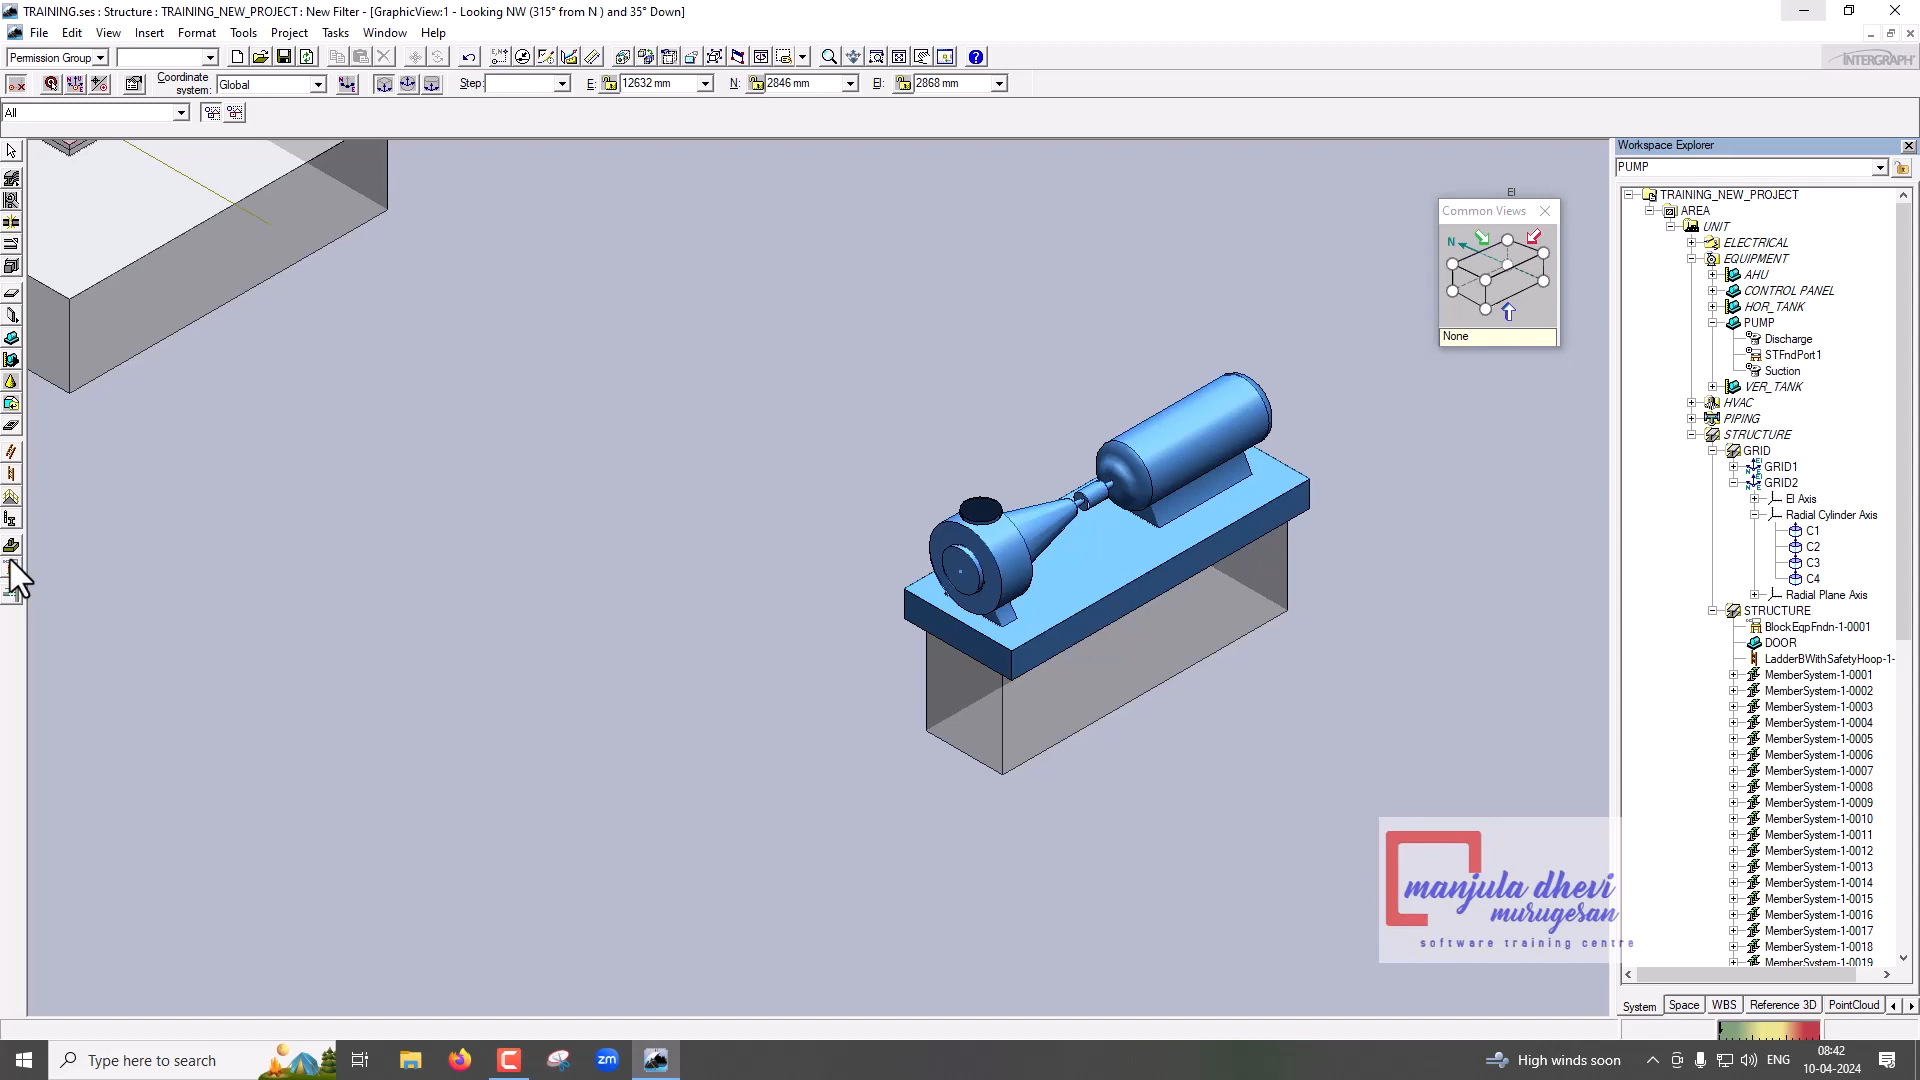 TRAINING.ses : Structure : TRAINING_NEW_PROJECT : New Filter - [GraphicView:1 - Looking NW (315° from N ) and 35° Down]
File Edit View Insert Format Tools Project Tasks Window Help
Permission Group
INTERGRAPH
Coordinate system: Global Step: E: 12632 mm N: 2846 mm El: 2868 mm
All
Workspace Explorer
PUMP
El
Common Views
N
None
TRAINING_NEW_PROJECT
AREA
UNIT
ELECTRICAL
EQUIPMENT
AHU
CONTROL PANEL
HOR_TANK
PUMP
Discharge
STFndPort1
Suction
VER_TANK
HVAC
PIPING
STRUCTURE
GRID
GRID1
GRID2
El Axis
Radial Cylinder Axis
C1
C2
C3
C4
Radial Plane Axis
STRUCTURE
BlockEqpFndn-1-0001
DOOR
LadderBWithSafetyHoop-1-
MemberSystem-1-0001
MemberSystem-1-0002
MemberSystem-1-0003
MemberSystem-1-0004
MemberSystem-1-0005
MemberSystem-1-0006
MemberSystem-1-0007
MemberSystem-1-0008
MemberSystem-1-0009
MemberSystem-1-0010
MemberSystem-1-0011
MemberSystem-1-0012
MemberSystem-1-0013
MemberSystem-1-0014
MemberSystem-1-0015
MemberSystem-1-0016
MemberSystem-1-0017
MemberSystem-1-0018
MemberSystem-1-0019
System Space WBS Reference 3D PointCloud
manjula dhevi
murugesan
software training centre
Type here to search
zm
High winds soon
ENG
08:42
10-04-2024